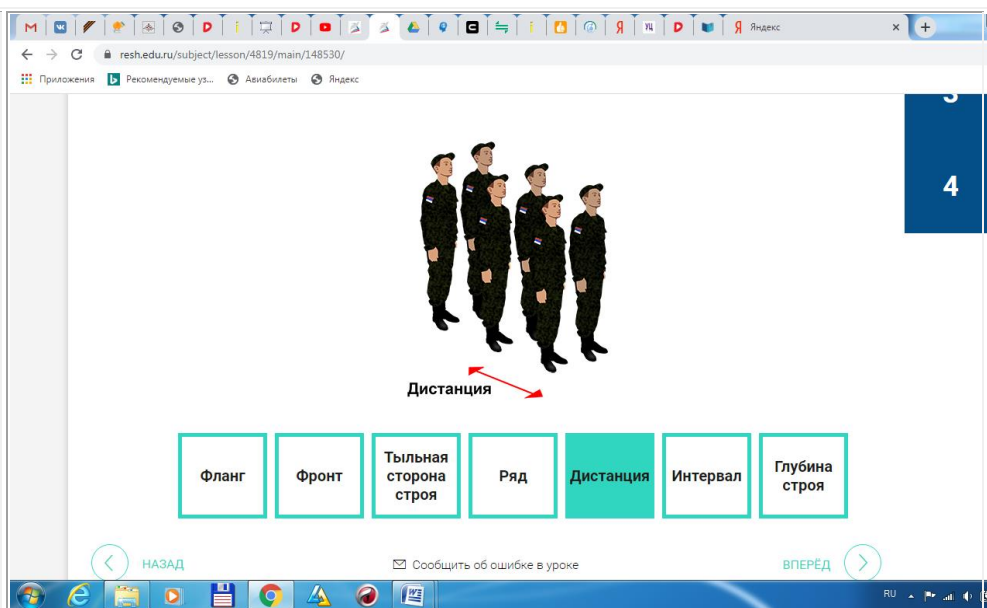 Яндекс
resh.edu.ru/subject/lesson/4819/main/148530/
Приложения Рекомендуемые уз... Авиабилеты Яндекс
4
Дистанция
Фланг
Фронт
Тыльная
сторона
строя
Ряд
Дистанция
Интервал
Глубина
строя
НАЗАД
Сообщить об ошибке в уроке
ВПЕРЁД
RU